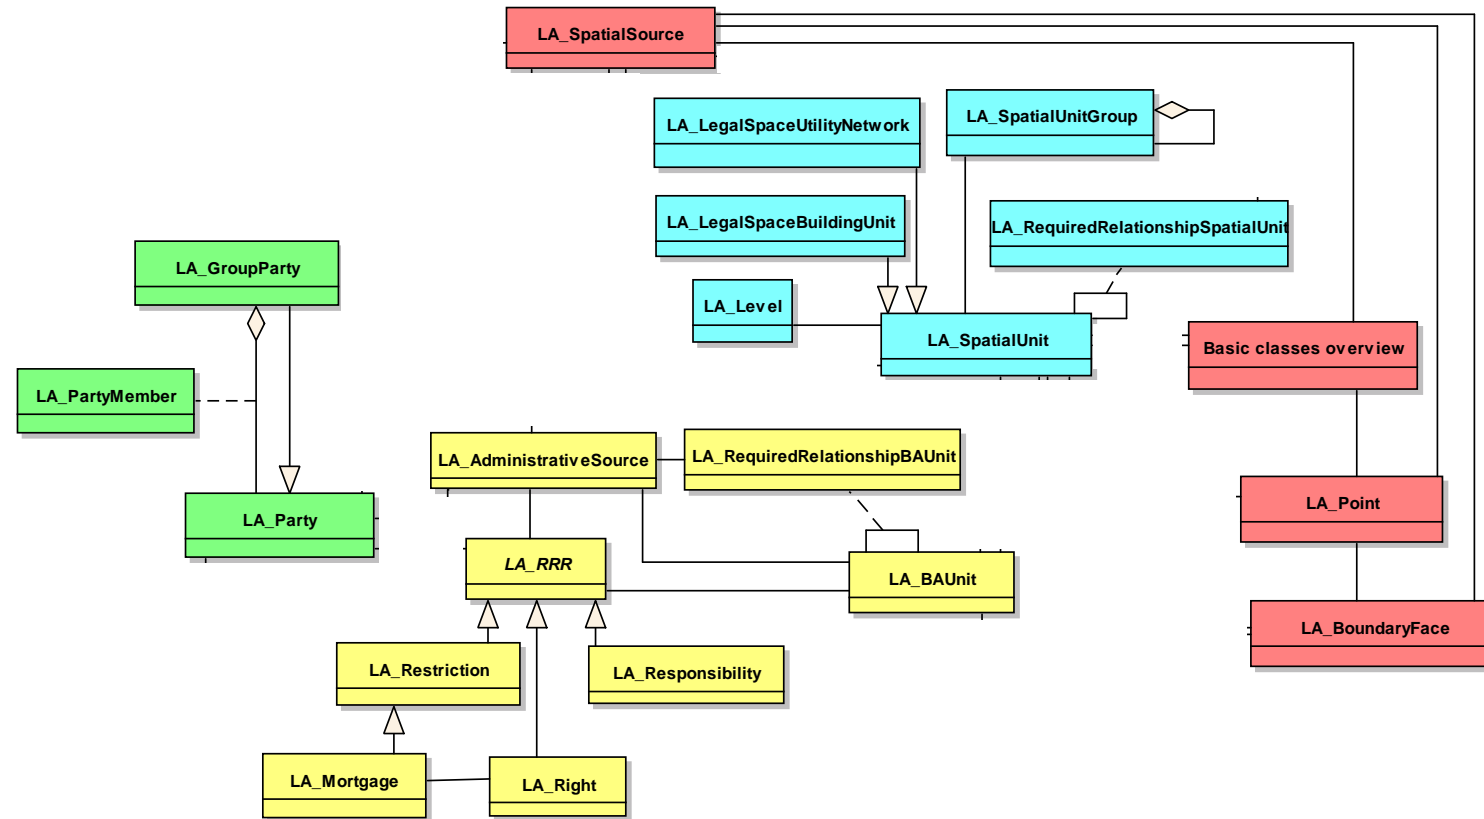 LA_SpatialSource
LA_LegalSpaceUtilityNetwork
LA_SpatialUnitGroup
LA_LegalSpaceBuildingUnit
LA_RequiredRelationshipSpatialUnit
LA_GroupParty
LA_Level
LA_SpatialUnit
Basic classes overview
LA_PartyMember
LA_AdministrativeSource
LA_RequiredRelationshipBAUnit
LA_Point
LA_Party
LA_RRR
LA_BAUnit
LA_BoundaryFace
LA_Restriction
LA_Responsibility
LA_Mortgage
LA_Right